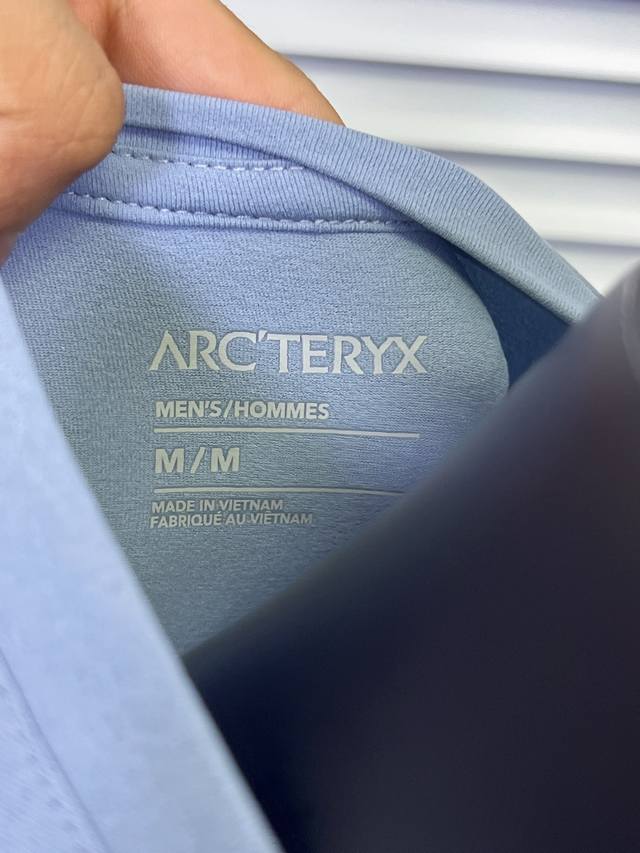 ARC'TERYX
MEN'S/HOMMES
M/M
MADE IN VIETNAM
FABRIQUÉ AU VIETNAM